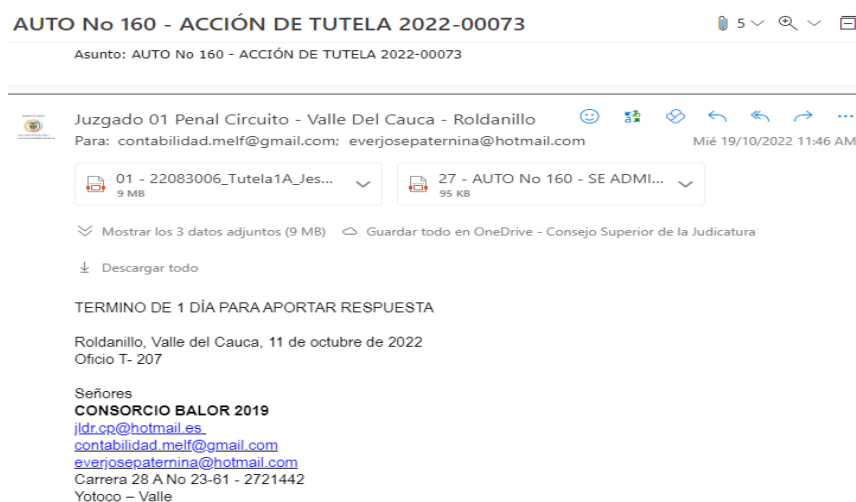 AUTO No 160 - ACCIÓN DE TUTELA 2022-00073
5
Asunto: AUTO No 160 - ACCIÓN DE TUTELA 2022-00073
Juzgado 01 Penal Circuito - Valle Del Cauca - Roldanillo
Para: contabilidad.melf@gmail.com; everjosepaternina@hotmail.com
Mié 19/10/2022 11:46 AM
01 - 22083006_Tutela1A_Jes...
9 MB
27 - AUTO No 160 - SE ADMI...
95 KB
Mostrar los 3 datos adjuntos (9 MB)
Guardar todo en OneDrive - Consejo Superior de la Judicatura
Descargar todo
TERMINO DE 1 DÍA PARA APORTAR RESPUESTA
Roldanillo, Valle del Cauca, 11 de octubre de 2022
Oficio T- 207
Señores
CONSORCIO BALOR 2019
jldr.cp@hotmail.es
contabilidad.melf@gmail.com
everjosepaternina@hotmail.com
Carrera 28 A No 23-61 - 2721442
Yotoco – Valle